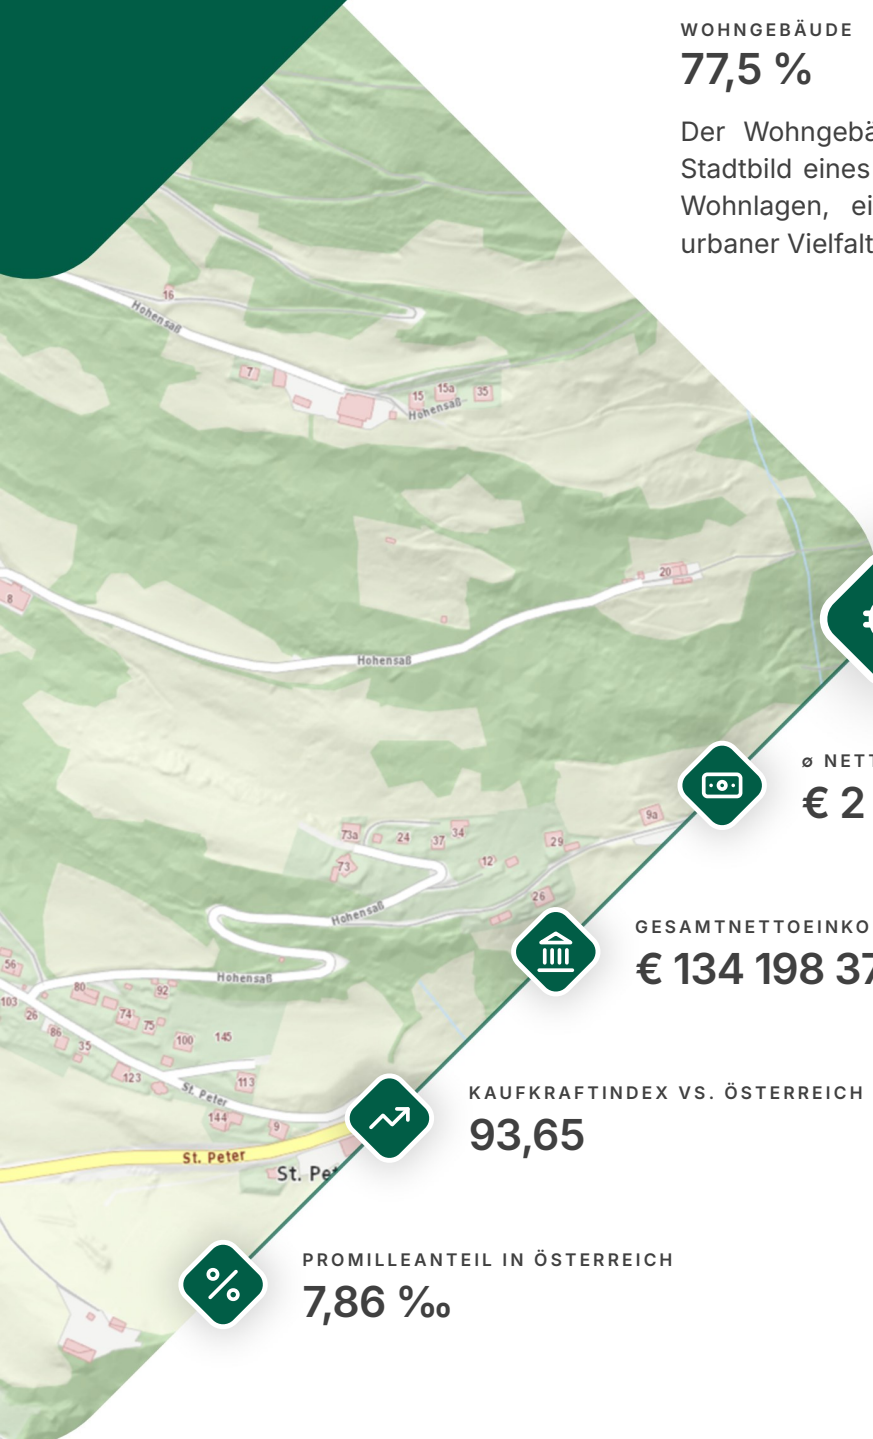 WOHNGEBÄUDE
77,5 %
Der Wohngebä
Stadtbild eines
Wohnlagen, ei
urbaner Vielfalt
16
Hohensaß
7
15
15a
35
Hohensaß
20
8
Hohensaß
ø NETT
€ 2
9a
73a
24
37
34
29
73
12
26
Hohensaß
GESAMTNETTOEINKO
€ 134 198 37
56
Hohensaß
103
80
92
26
74
75
86
35
100
145
123
113
St. Peter
144
9
KAUFKRAFTINDEX VS. ÖSTERREICH
93,65
St. Peter
St. Pet
PROMILLEANTEIL IN ÖSTERREICH
7,86 ‰